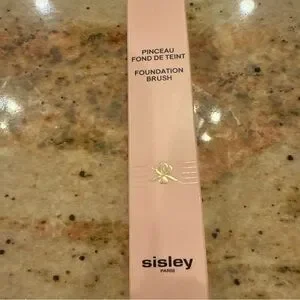 PINCEAU
FOND DE TEINT
FOUNDATION
BRUSH
sisley
PARIS